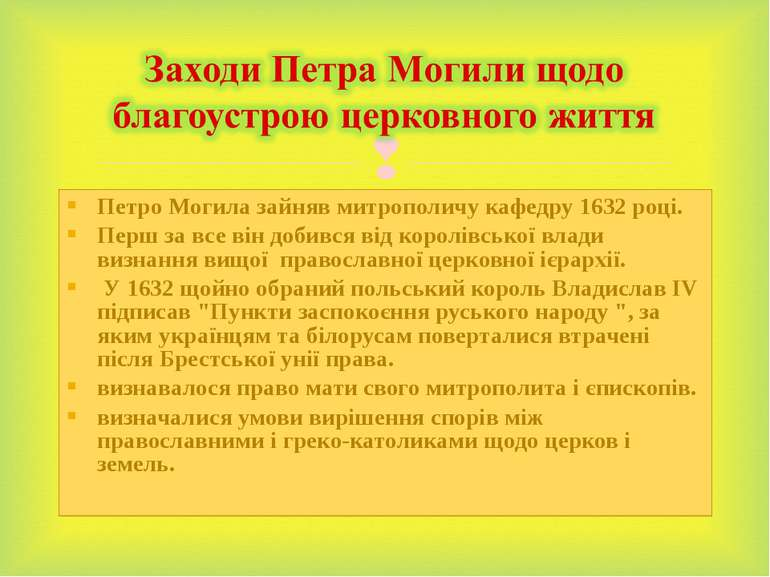 Заходи Петра Могили щодо
благоустрою церковного життя
Петро Могила зайняв митрополичу кафедру 1632 році.
Перш за все він добився від королівської влади
визнання вищої православної церковної ієрархії.
У 1632 щойно обраний польський король Владислав IV
підписав "Пункти заспокоєння руського народу ", за
яким українцям та білорусам поверталися втрачені
після Брестської унії права.
визнавалося право мати свого митрополита і єпископів.
визначалися умови вирішення спорів між
православними і греко-католиками щодо церков і
земель.